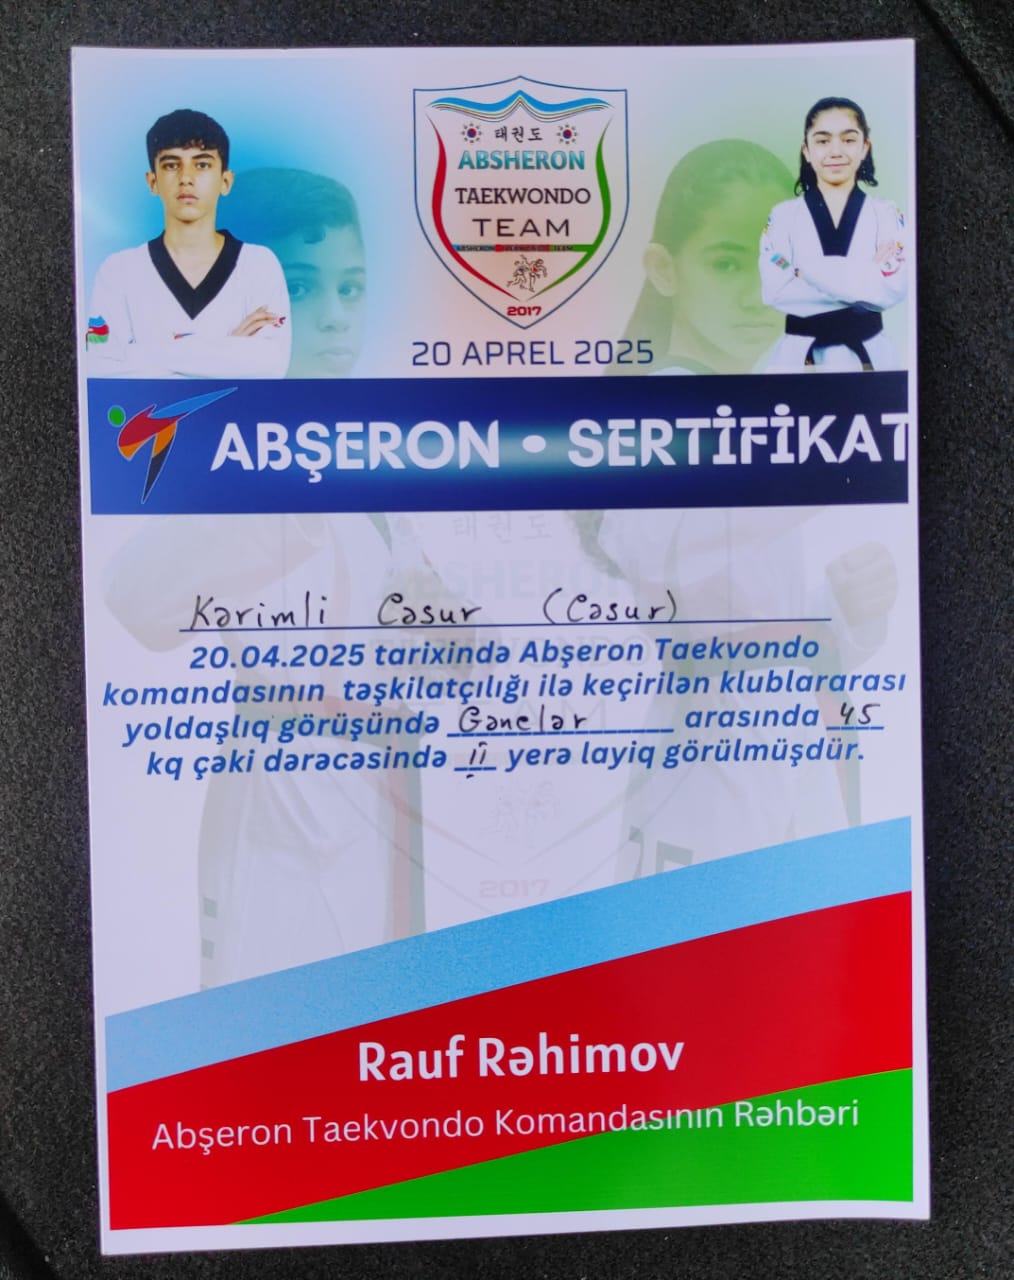 태권도
ABSHERON
TAEKWONDO
TEAM
2017
20 APREL 2025
ABŞERON • SERTİFİKAT
Kərimli Cəsur (Cəsur)
20.04.2025 tarixində Abşeron Taekvondo
komandasının təşkilatçılığı ilə keçirilən klublararası
yoldaşlıq görüşündə Gənclər arasında 45
kq çəki dərəcəsində II yerə layiq görülmüşdür.
2017
Rauf Rəhimov
Abşeron Taekvondo Komandasının Rəhbəri